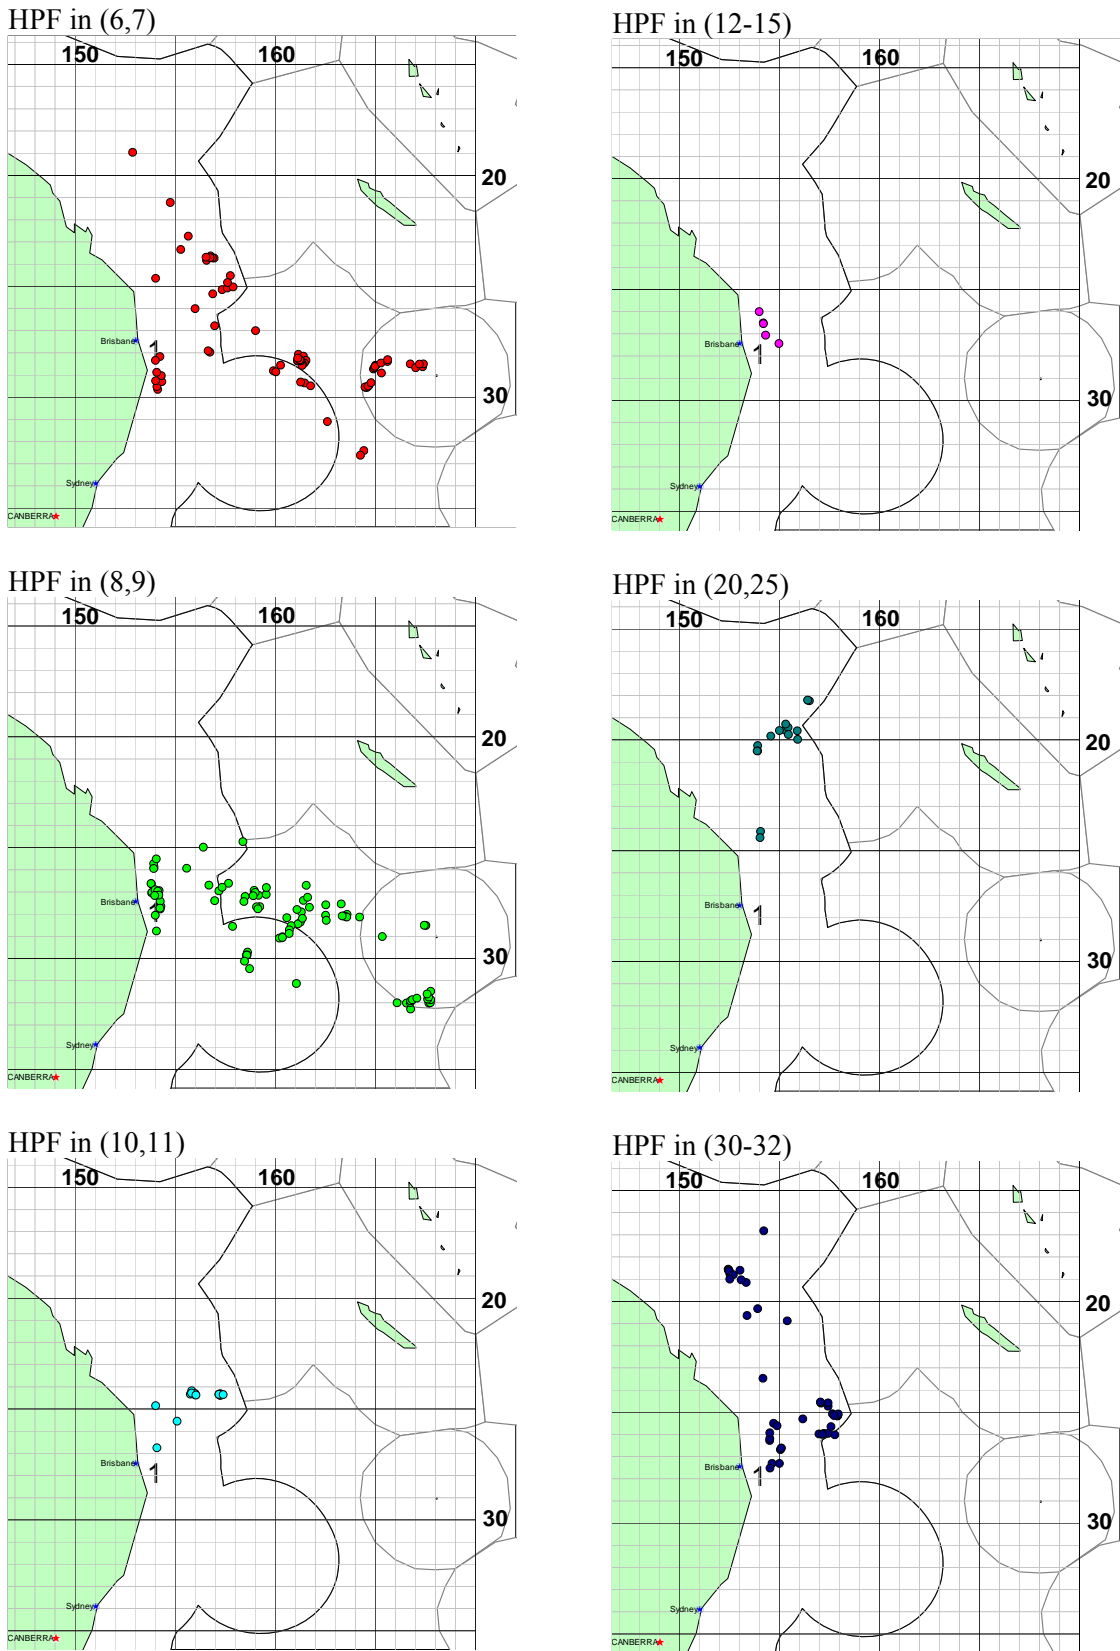 HPF in (6,7)
150
160
20
Brisbane
1
30
Sydney
CANBERRA
HPF in (12-15)
150
160
20
Brisbane
1
30
Sydney
CANBERRA
HPF in (8,9)
150
160
20
Brisbane
1
30
Sydney
CANBERRA
HPF in (20,25)
150
160
20
Brisbane
1
30
Sydney
CANBERRA
HPF in (10,11)
150
160
20
Brisbane
1
30
Sydney
CANBERRA
HPF in (30-32)
150
160
20
Brisbane
1
30
Sydney
CANBERRA